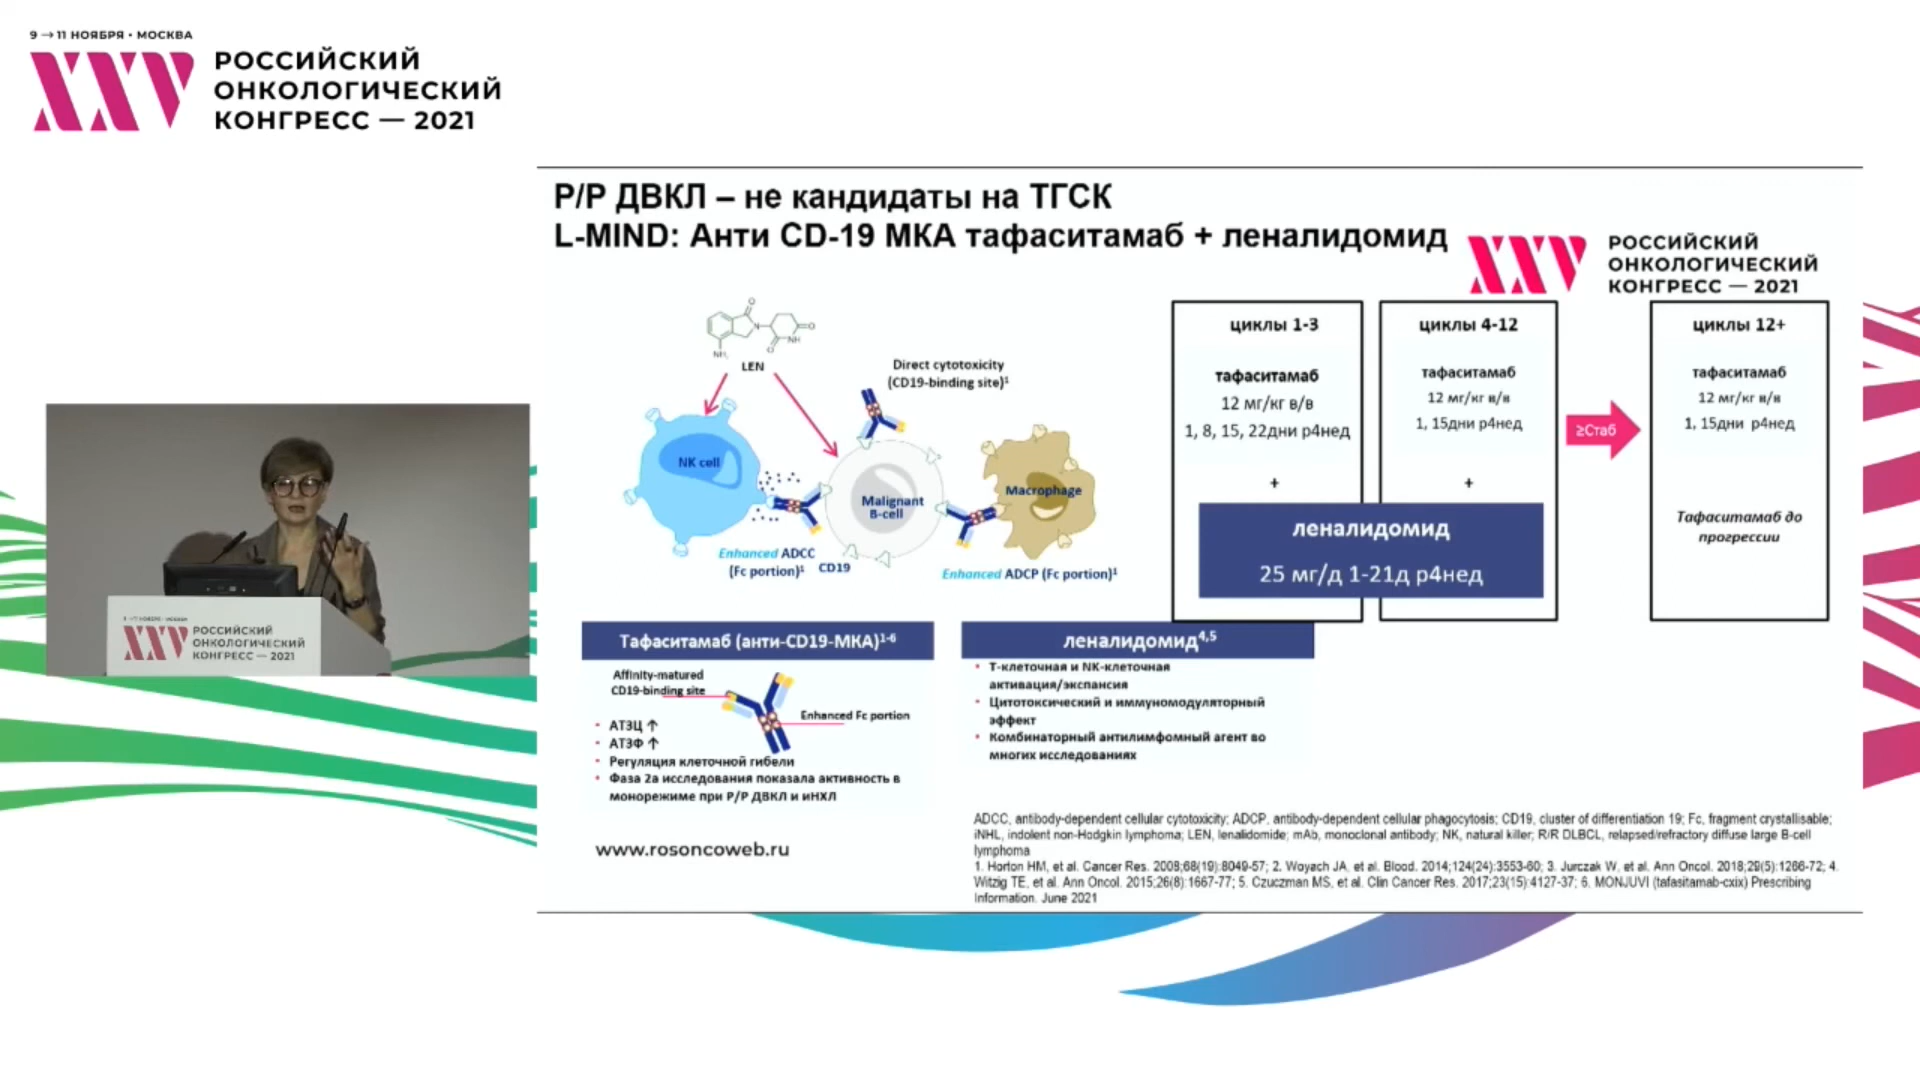 9 → 11 НОЯБРЯ • МОСКВА
XXV
РОССИЙСКИЙ
ОНКОЛОГИЧЕСКИЙ
КОНГРЕСС — 2021
Р/Р ДВКЛ – не кандидаты на ТГСК
L-MIND: Анти CD-19 МКА тафаситамаб + леналидомид
XXV
РОССИЙСКИЙ
ОНКОЛОГИЧЕСКИЙ
КОНГРЕСС — 2021
LEN
Direct cytotoxicity
(CD19-binding site)¹
NK cell
Malignant
B-cell
Macrophage
Enhanced ADCC
(Fc portion)¹
CD19
Enhanced ADCP (Fc portion)¹
циклы 1-3
тафаситамаб
12 мг/кг в/в
1, 8, 15, 22дни р4нед
+
циклы 4-12
тафаситамаб
12 мг/кг в/в
1, 15дни р4нед
+
леналидомид
25 мг/д 1-21д р4нед
≥Стаб
циклы 12+
тафаситамаб
12 мг/кг в/в
1, 15дни р4нед
Тафаситамаб до
прогрессии
Тафаситамаб (анти-CD19-МКА)¹⁻⁶
Affinity-matured
CD19-binding site
Enhanced Fc portion
• АТЗЦ ↑
• АТЗФ ↑
• Регуляция клеточной гибели
• Фаза 2а исследования показала активность в
монорежиме при Р/Р ДВКЛ и иНХЛ
леналидомид⁴,⁵
• Т-клеточная и NK-клеточная
активация/экспансия
• Цитотоксический и иммуномодуляторный
эффект
• Комбинаторный антилимфомный агент во
многих исследованиях
www.rosoncoweb.ru
ADCC, antibody-dependent cellular cytotoxicity; ADCP, antibody-dependent cellular phagocytosis; CD19, cluster of differentiation 19; Fc, fragment crystallisable;
iNHL, indolent non-Hodgkin lymphoma; LEN, lenalidomide; mAb, monoclonal antibody; NK, natural killer; R/R DLBCL, relapsed/refractory diffuse large B-cell
lymphoma
1. Horton HM, et al. Cancer Res. 2008;68(19):8049-57; 2. Woyach JA, et al. Blood. 2014;124(24):3553-60; 3. Jurczak W, et al. Ann Oncol. 2018;29(5):1266-72; 4.
Witzig TE, et al. Ann Oncol. 2015;26(8):1667-77; 5. Czuczman MS, et al. Clin Cancer Res. 2017;23(15):4127-37; 6. MONJUVI (tafasitamab-cxix) Prescribing
Information. June 2021
XXV
РОССИЙСКИЙ
ОНКОЛОГИЧЕСКИЙ
КОНГРЕСС — 2021